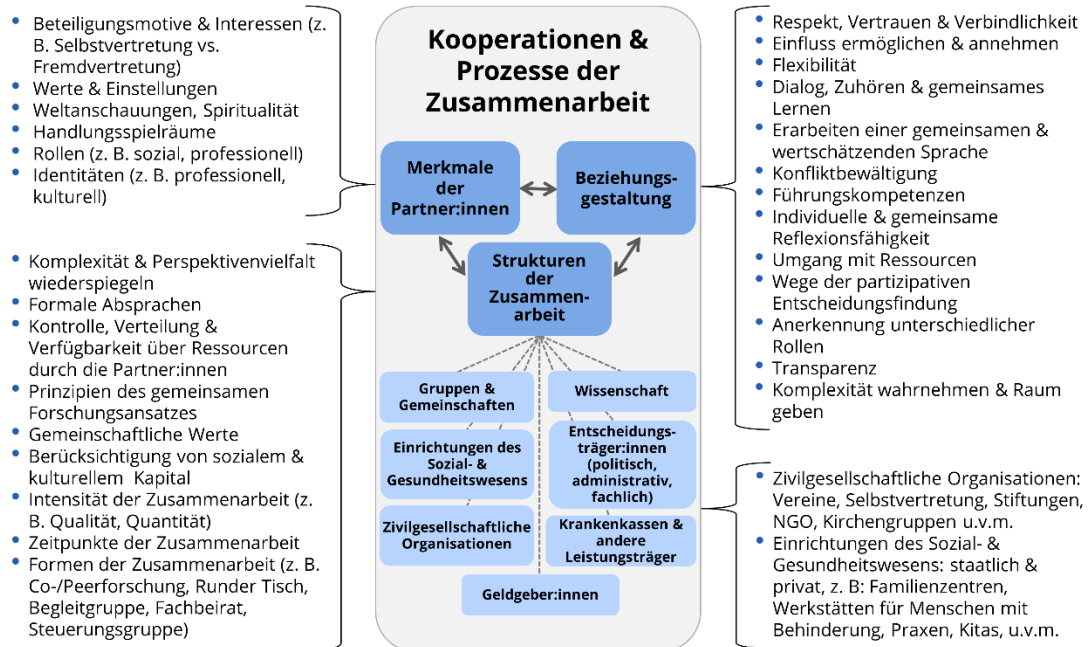 Beteiligungsmotive & Interessen (z.
B. Selbstvertretung vs.
Fremdvertretung)
Werte & Einstellungen
Weltanschauungen, Spiritualität
Handlungsspielräume
Rollen (z. B. sozial, professionell)
Identitäten (z. B. professionell,
kulturell)
Komplexität & Perspektivenvielfalt
wiederspiegeln
Formale Absprachen
Kontrolle, Verteilung &
Verfügbarkeit über Ressourcen
durch die Partner:innen
Prinzipien des gemeinsamen
Forschungsansatzes
Gemeinschaftliche Werte
Berücksichtigung von sozialem &
kulturellem Kapital
Intensität der Zusammenarbeit (z.
B. Qualität, Quantität)
Zeitpunkte der Zusammenarbeit
Formen der Zusammenarbeit (z. B.
Co-/Peerforschung, Runder Tisch,
Begleitgruppe, Fachbeirat,
Steuerungsgruppe)
Kooperationen &
Prozesse der
Zusammenarbeit
Merkmale
der
Partner:innen
Beziehungs-
gestaltung
Strukturen
der
Zusammen-
arbeit
Gruppen &
Gemeinschaften
Wissenschaft
Einrichtungen des
Sozial- &
Gesundheitswesens
Entscheidungs-
träger:innen
(politisch,
administrativ,
fachlich)
Zivilgesellschaftliche
Organisationen
Krankenkassen &
andere
Leistungsträger
Geldgeber:innen
Respekt, Vertrauen & Verbindlichkeit
Einfluss ermöglichen & annehmen
Flexibilität
Dialog, Zuhören & gemeinsames
Lernen
Erarbeiten einer gemeinsamen &
wertschätzenden Sprache
Konfliktbewältigung
Führungskompetenzen
Individuelle & gemeinsame
Reflexionsfähigkeit
Umgang mit Ressourcen
Wege der partizipativen
Entscheidungsfindung
Anerkennung unterschiedlicher
Rollen
Transparenz
Komplexität wahrnehmen & Raum
geben
Zivilgesellschaftliche Organisationen:
Vereine, Selbstvertretung, Stiftungen,
NGO, Kirchengruppen u.v.m.
Einrichtungen des Sozial- &
Gesundheitswesens: staatlich &
privat, z. B: Familienzentren,
Werkstätten für Menschen mit
Behinderung, Praxen, Kitas, u.v.m.